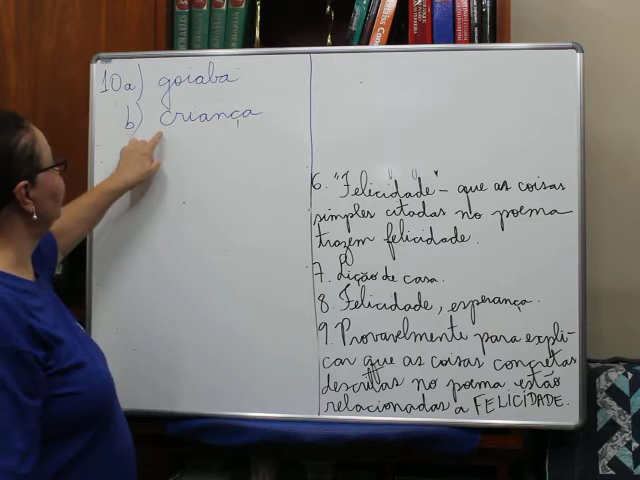 10a) goiaba
b) criança
6. "Felicidade" - que as coisas
simples citadas no poema
trazem felicidade.
7. Lição de casa.
8. Felicidade, esperança.
9. Provavelmente para expli-
car que as coisas concretas
descritas no poema estão
relacionadas a FELICIDADE.